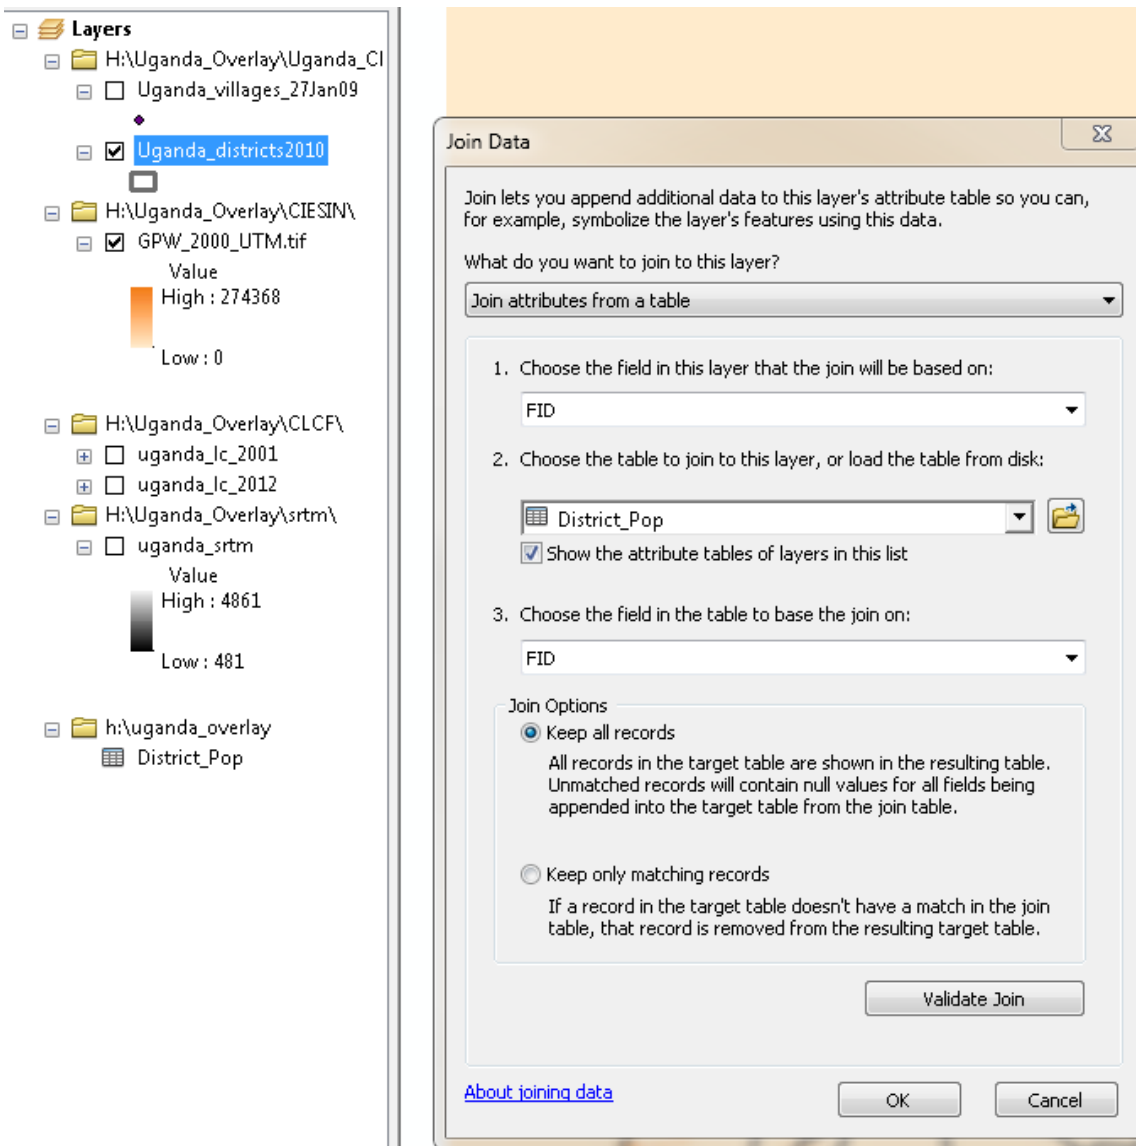 Layers
H:\Uganda_Overlay\Uganda_Cl
Uganda_villages_27Jan09
Uganda_districts2010
H:\Uganda_Overlay\CIESIN\
GPW_2000_UTM.tif
Value
High : 274368
Low : 0
H:\Uganda_Overlay\CLCF\
uganda_lc_2001
uganda_lc_2012
H:\Uganda_Overlay\srtm\
uganda_srtm
Value
High : 4861
Low : 481
h:\uganda_overlay
District_Pop
Join Data
Join lets you append additional data to this layer's attribute table so you can,
for example, symbolize the layer's features using this data.
What do you want to join to this layer?
Join attributes from a table
1. Choose the field in this layer that the join will be based on:
FID
2. Choose the table to join to this layer, or load the table from disk:
District_Pop
Show the attribute tables of layers in this list
3. Choose the field in the table to base the join on:
FID
Join Options
Keep all records
All records in the target table are shown in the resulting table.
Unmatched records will contain null values for all fields being
appended into the target table from the join table.
Keep only matching records
If a record in the target table doesn't have a match in the join
table, that record is removed from the resulting target table.
Validate Join
About joining data
OK
Cancel